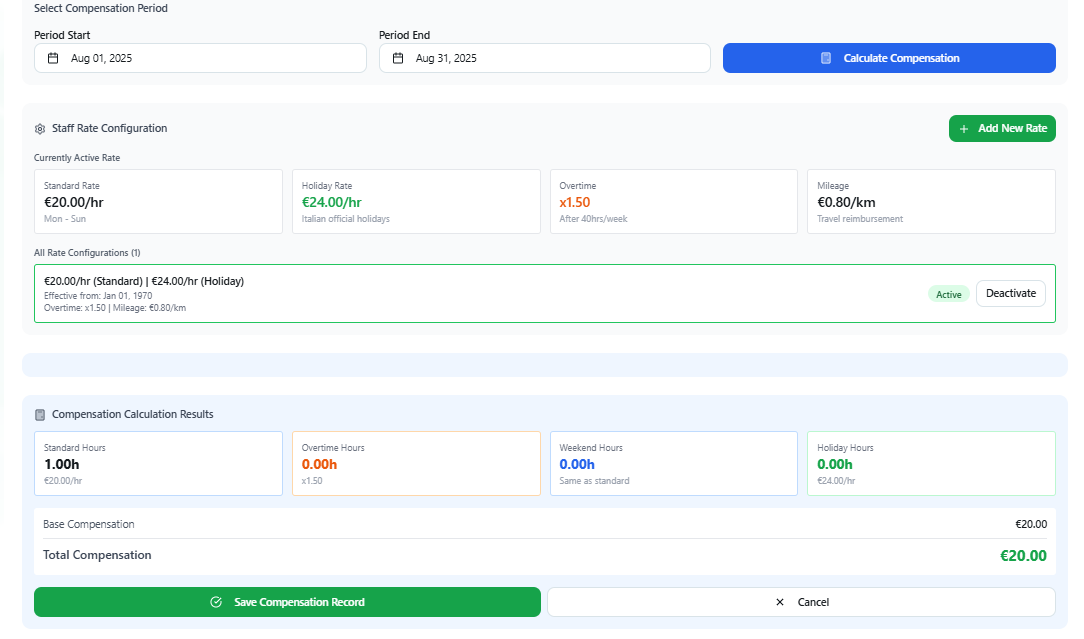 Select Compensation Period
Period Start
Period End
Aug 01, 2025
Aug 31, 2025
Calculate Compensation
Staff Rate Configuration
+ Add New Rate
Currently Active Rate
Standard Rate
€20.00/hr
Mon - Sun
Holiday Rate
€24.00/hr
Italian official holidays
Overtime
x1.50
After 40hrs/week
Mileage
€0.80/km
Travel reimbursement
All Rate Configurations (1)
€20.00/hr (Standard) | €24.00/hr (Holiday)
Effective from: Jan 01, 1970
Overtime: x1.50 | Mileage: €0.80/km
Active
Deactivate
Compensation Calculation Results
Standard Hours
1.00h
€20.00/hr
Overtime Hours
0.00h
x1.50
Weekend Hours
0.00h
Same as standard
Holiday Hours
0.00h
€24.00/hr
Base Compensation €20.00
Total Compensation €20.00
Save Compensation Record
Cancel